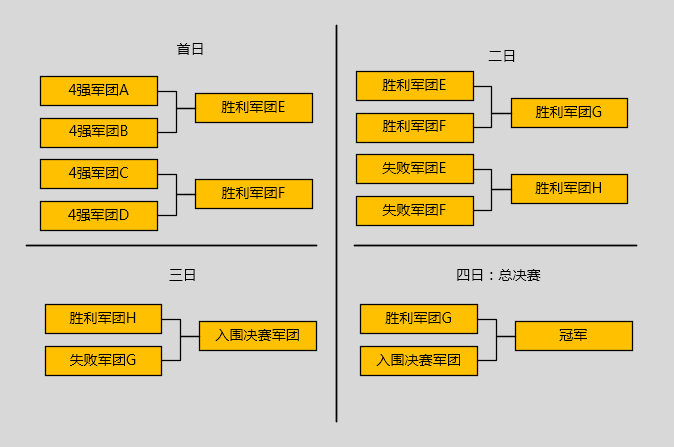 首日
4强军团A
4强军团B
胜利军团E
4强军团C
4强军团D
胜利军团F
二日
胜利军团E
胜利军团F
胜利军团G
失败军团E
失败军团F
胜利军团H
三日
胜利军团H
失败军团G
入围决赛军团
四日：总决赛
胜利军团G
入围决赛军团
冠军